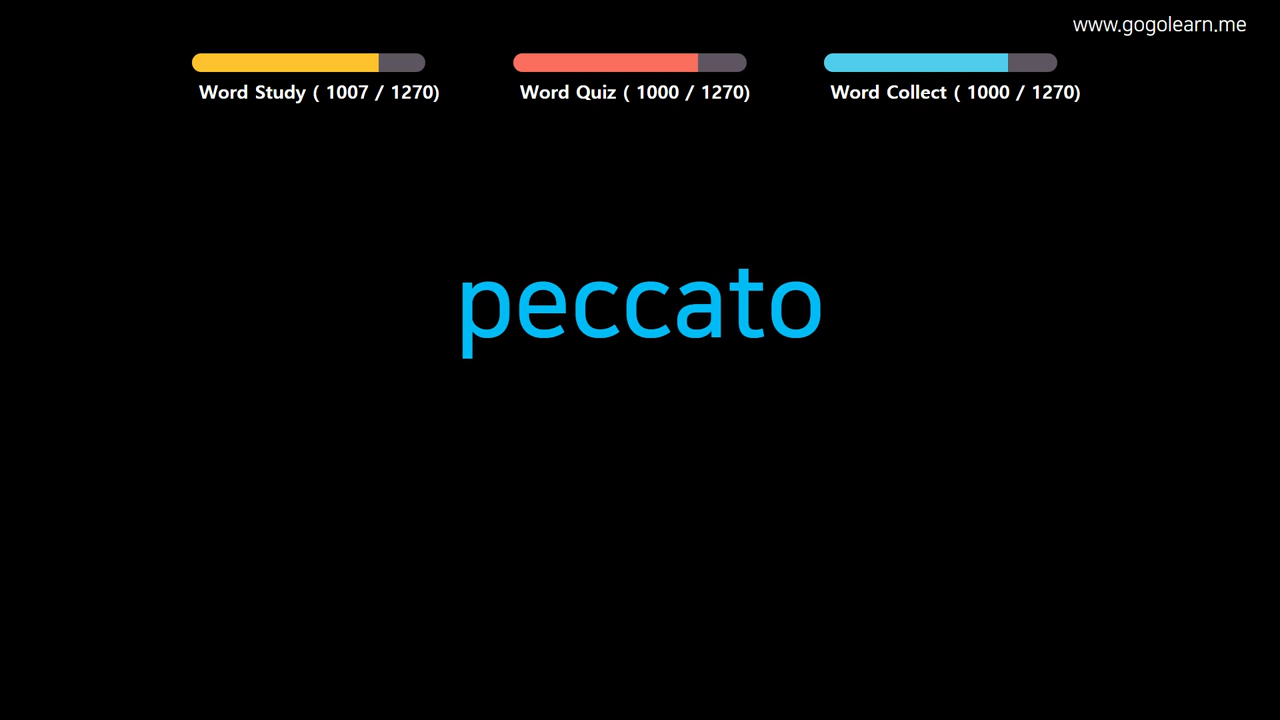 www.gogolearn.me
Word Study ( 1007 / 1270)
Word Quiz ( 1000 / 1270)
Word Collect ( 1000 / 1270)
peccato